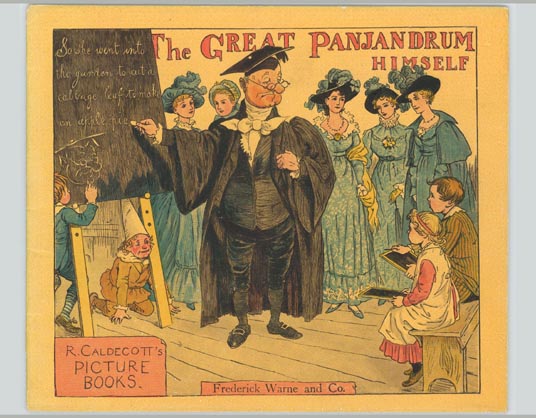 So she went into
the garden to cut a
cabbage leaf to make
an apple pie
The GREAT PANJANDRUM
HIMSELF
R. CALDECOTT'S
PICTURE
BOOKS.
Frederick Warne and Co.